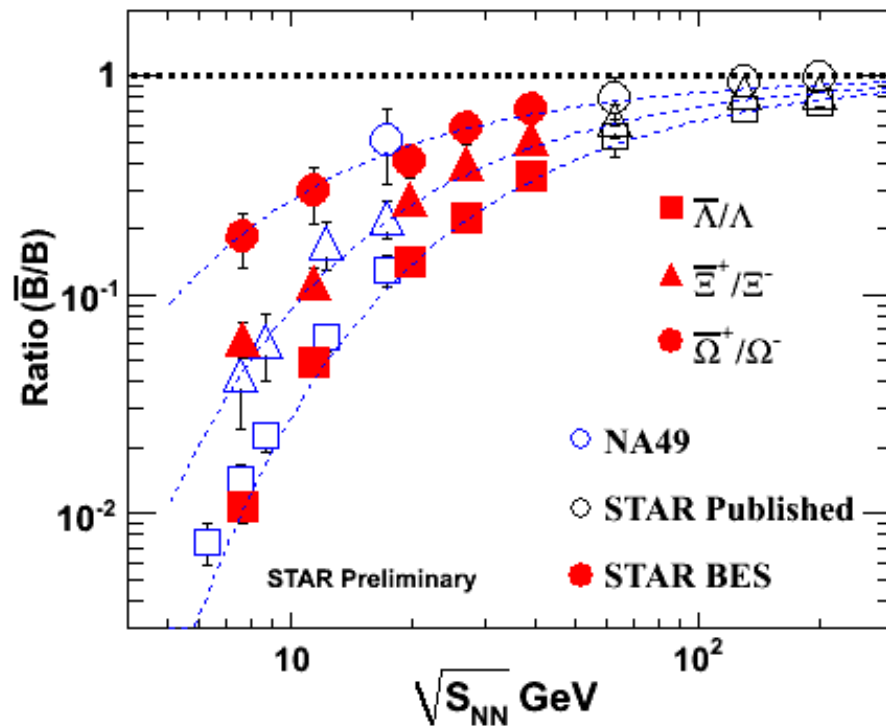 1
10⁻¹
10⁻²
Ratio (B̅/B)
Λ̅/Λ
Ξ̅⁺/Ξ⁻
Ω̅⁺/Ω⁻
NA49
STAR Published
STAR BES
STAR Preliminary
10
10²
√S_NN GeV